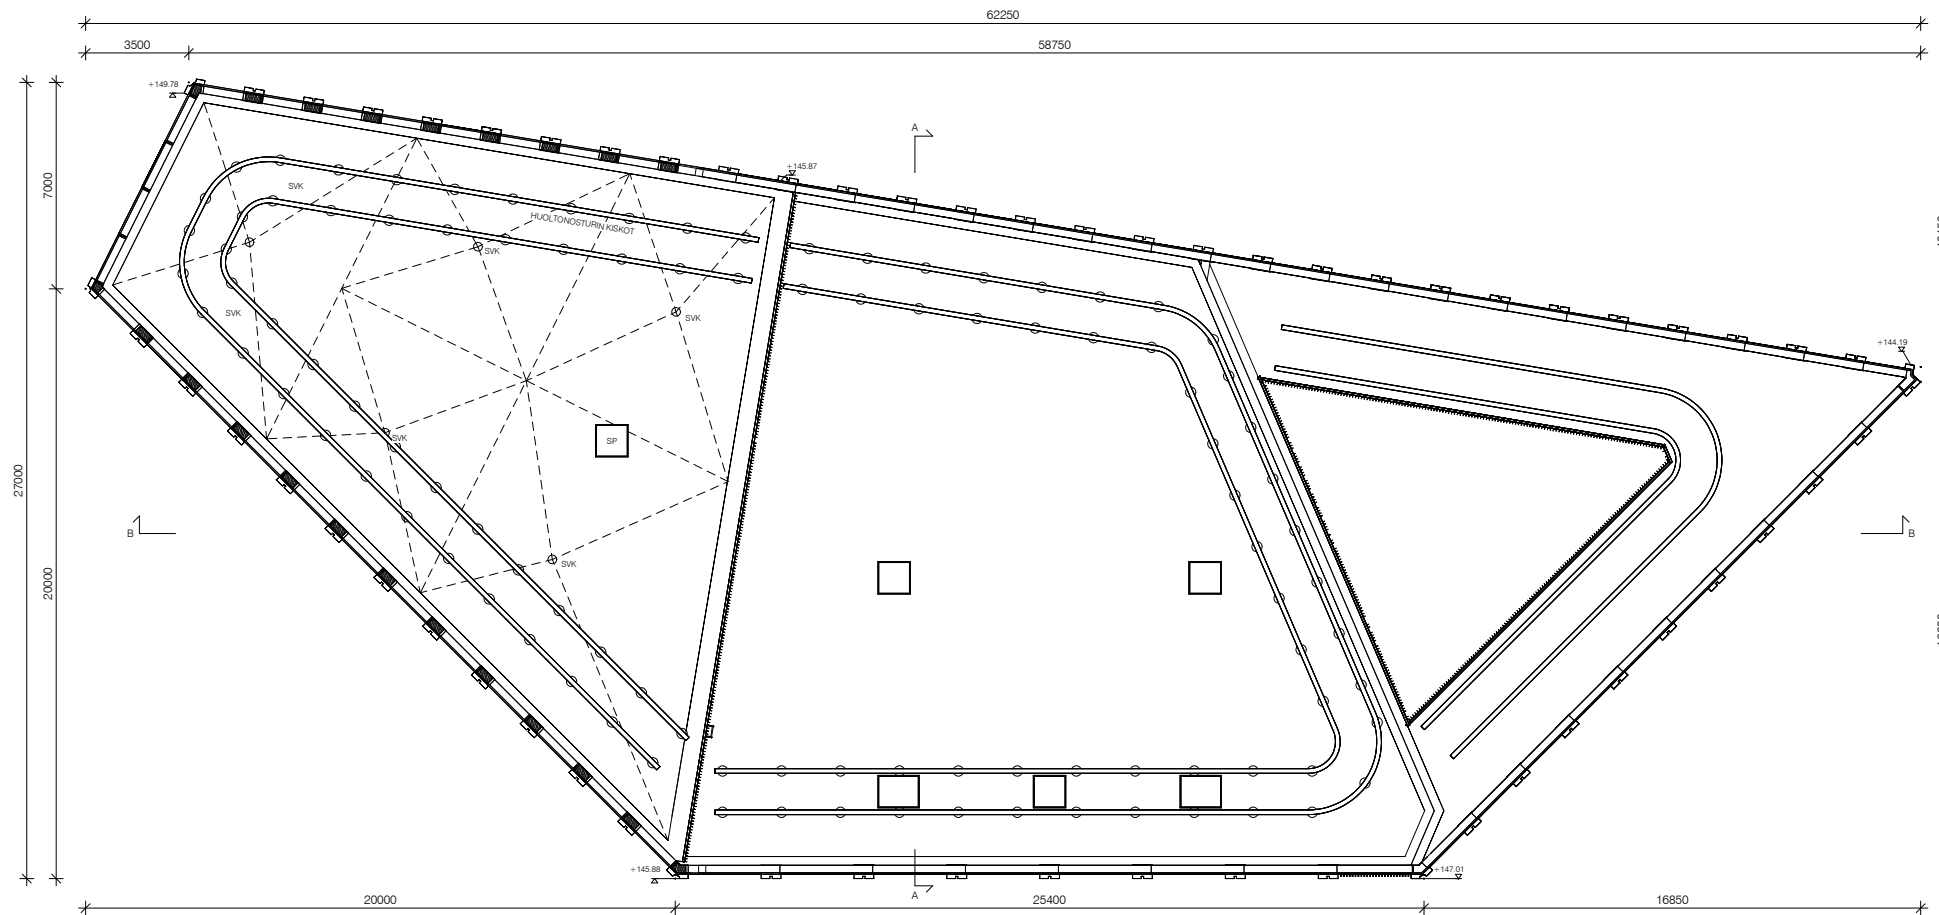 62250
3500
58750
+149.78
A
+145.87
7000
SVK
HUOLTONOSTURIN KISKOT
SVK
SVK
SVK
+144.19
SVK
SP
27000
B
B
SVK
20000
+145.88
+147.01
A
20000
25400
16850